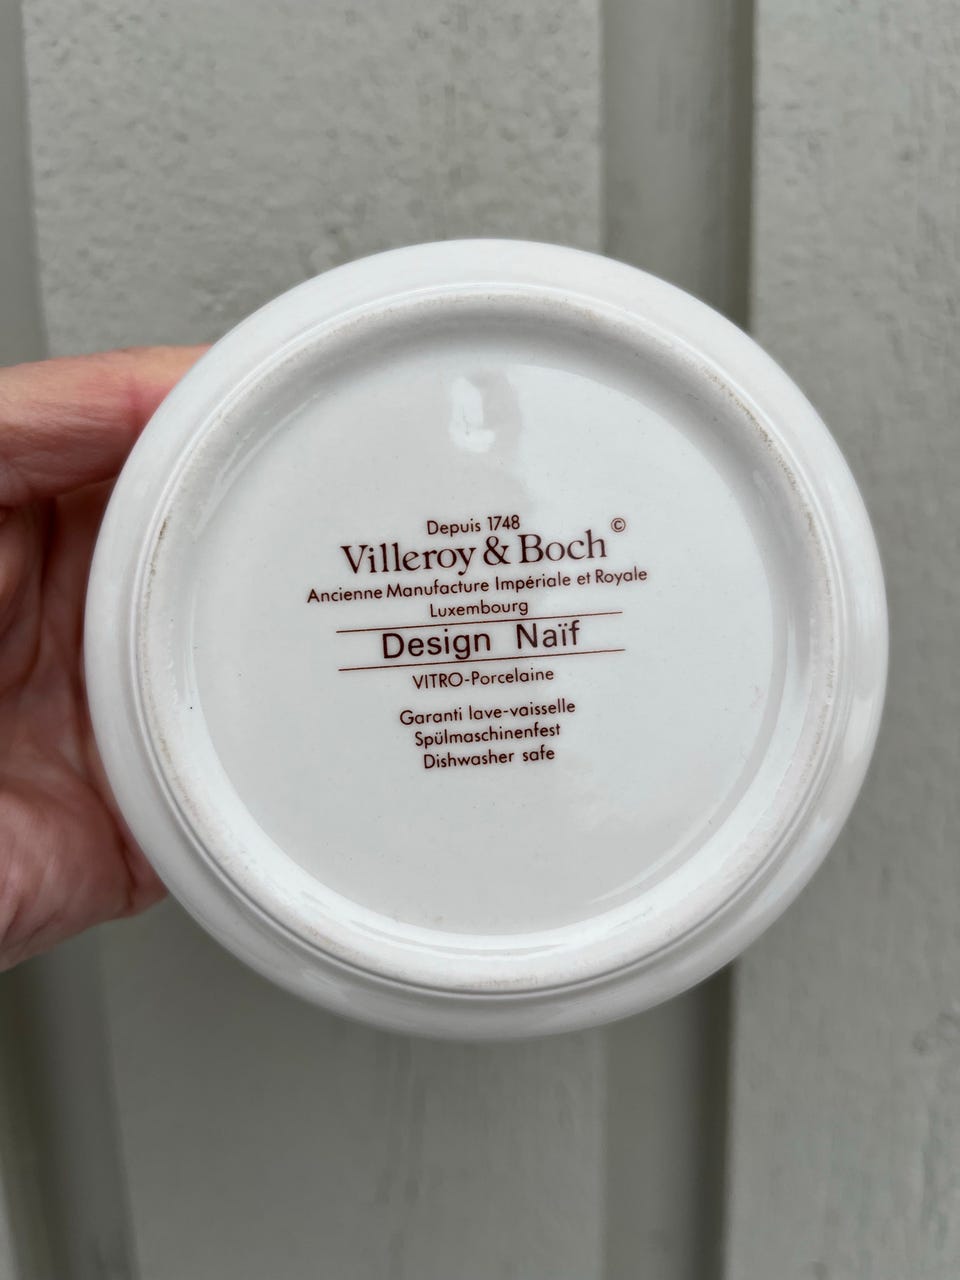 Depuis 1748
Villeroy & Boch ©
Ancienne Manufacture Impériale et Royale
Luxembourg
Design Naïf
VITRO-Porcelaine
Garanti lave-vaisselle
Spülmaschinenfest
Dishwasher safe